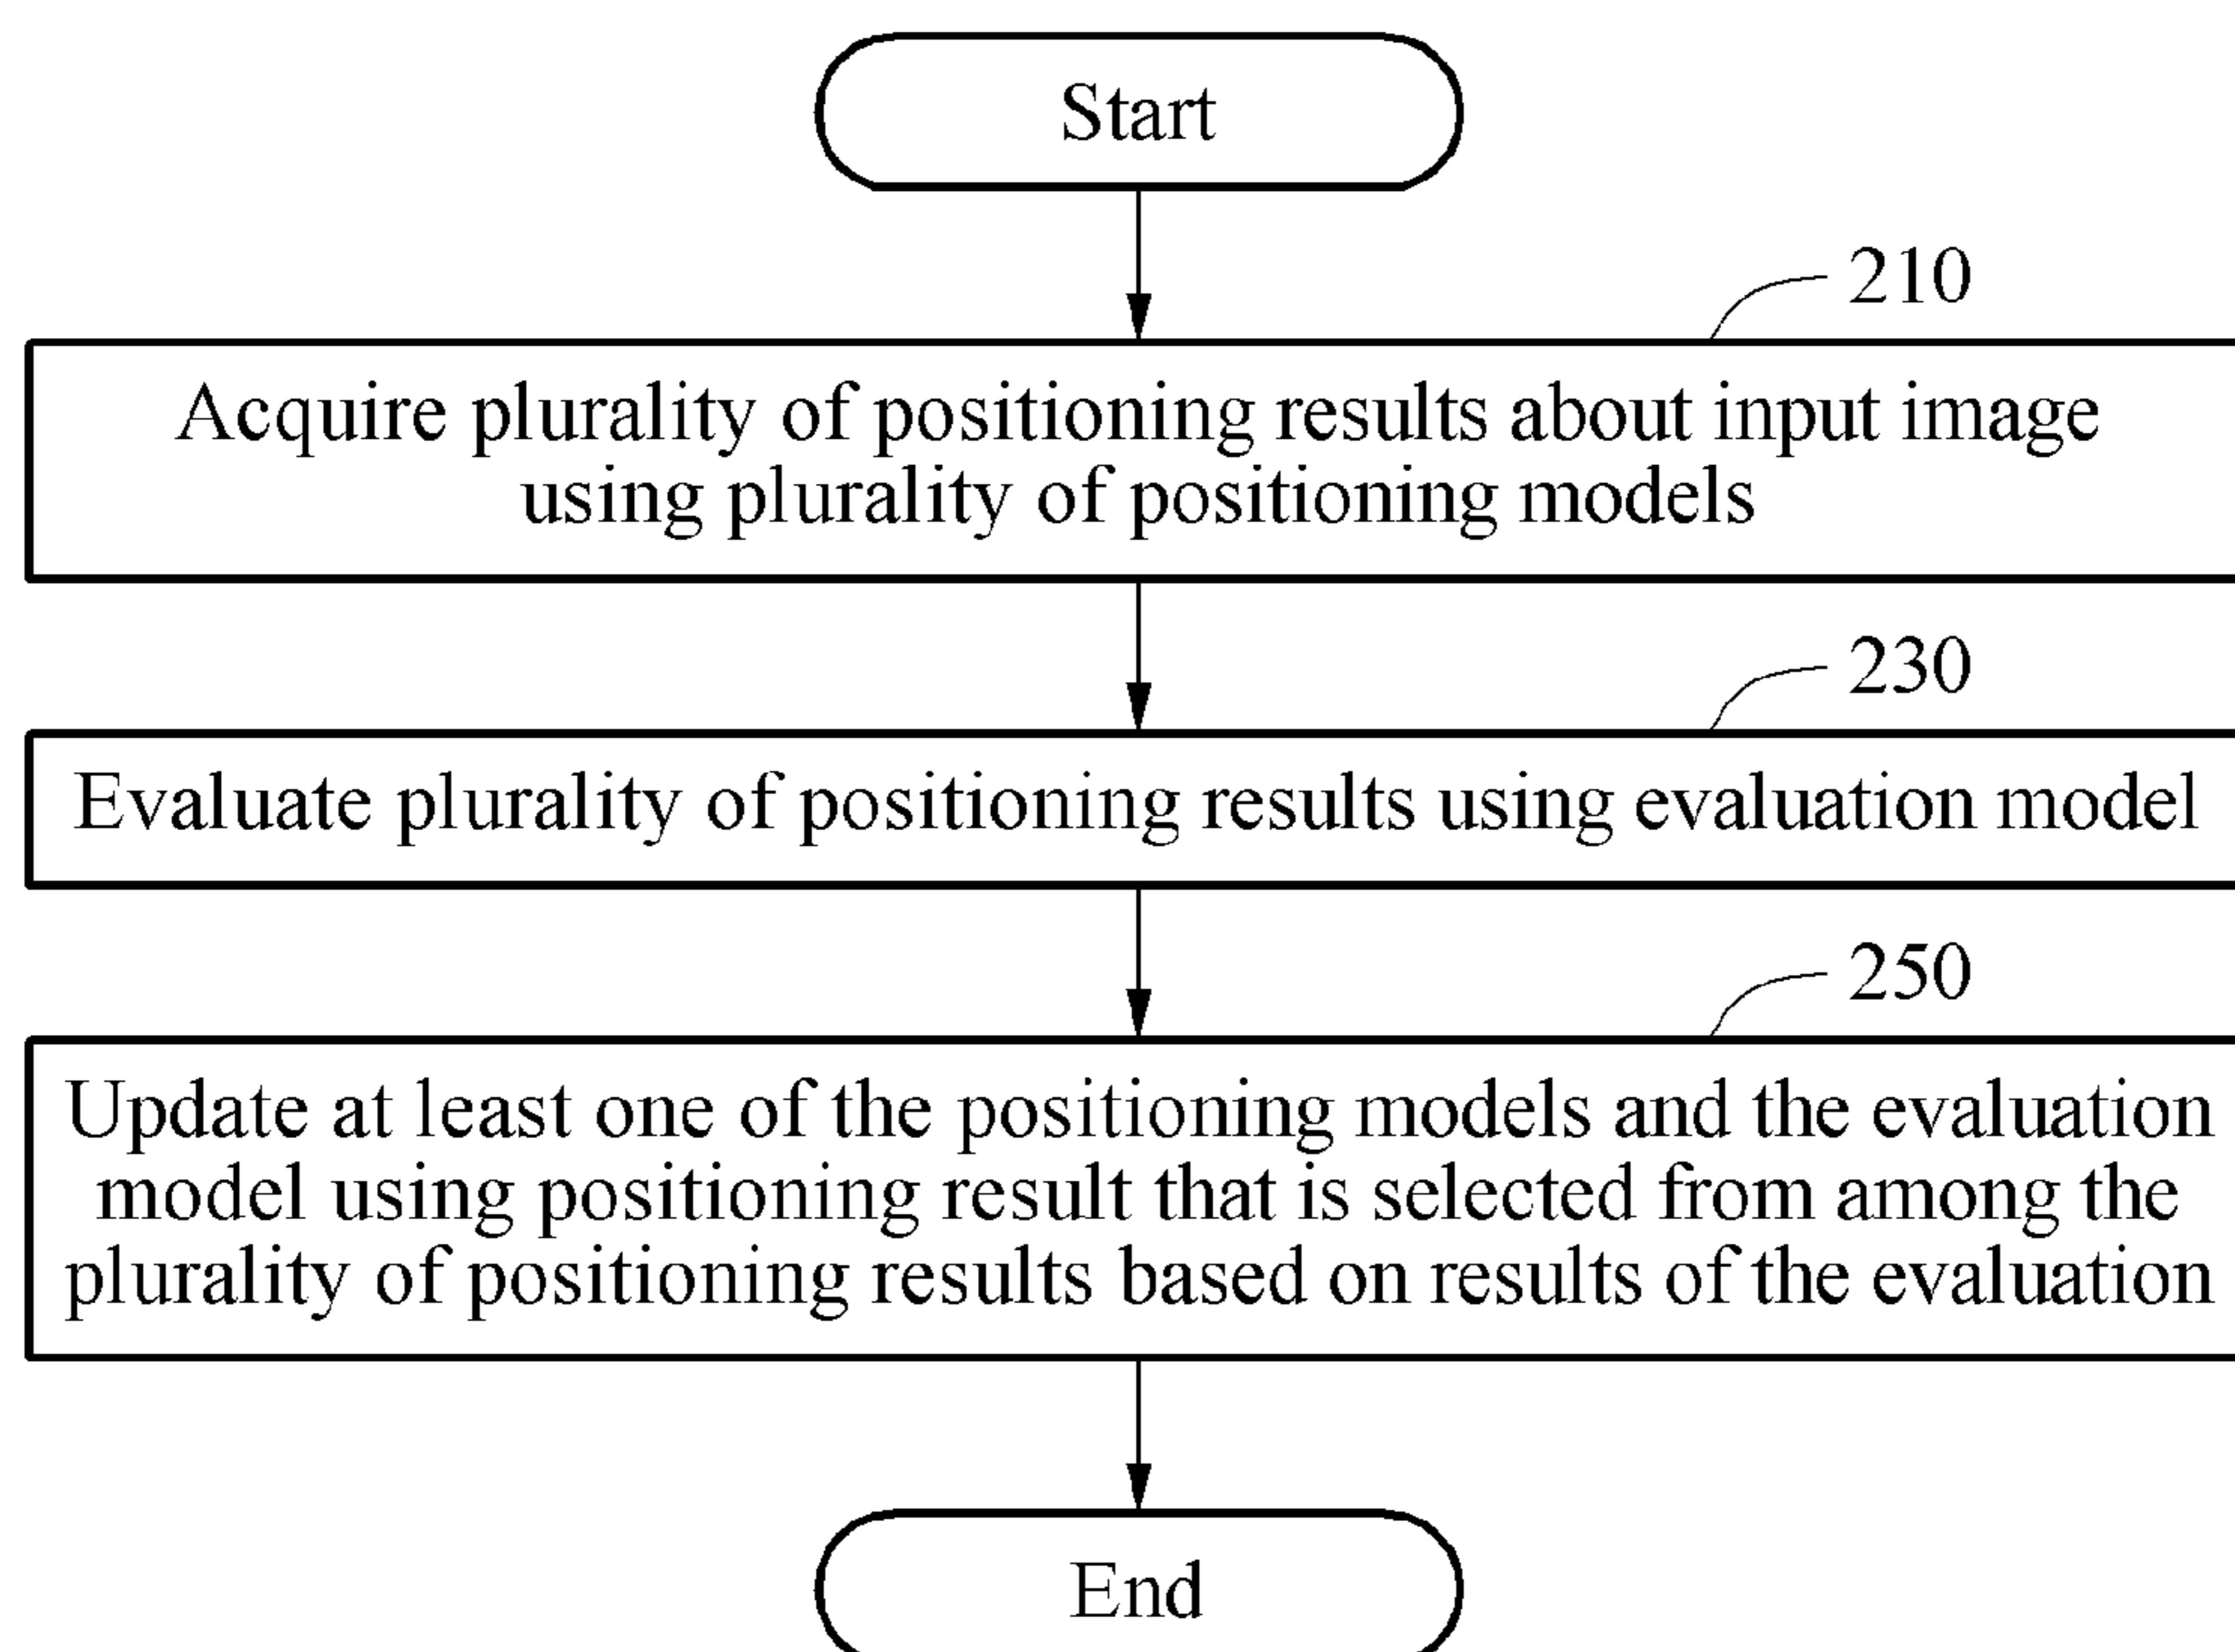 Start
210
Acquire plurality of positioning results about input image
using plurality of positioning models
230
Evaluate plurality of positioning results using evaluation model
250
Update at least one of the positioning models and the evaluation
model using positioning result that is selected from among the
plurality of positioning results based on results of the evaluation
End